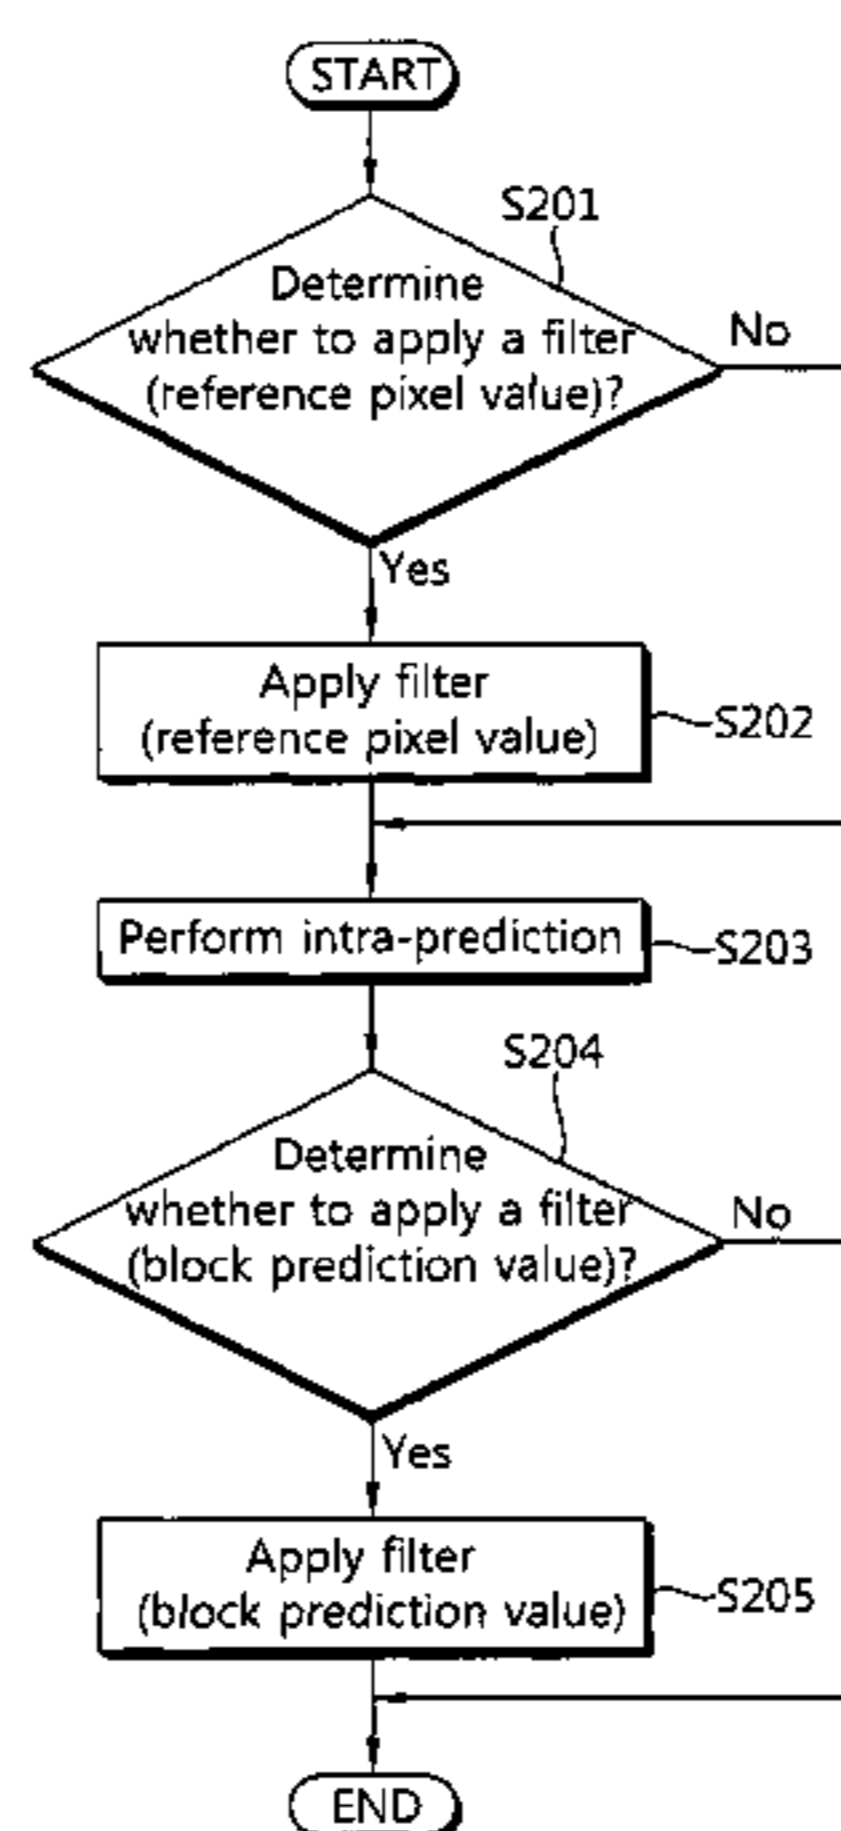 START
S201
Determine
whether to apply a filter
(reference pixel value)?
No
Yes
Apply filter
(reference pixel value)
S202
Perform intra-prediction
S203
S204
Determine
whether to apply a filter
(block prediction value)?
No
Yes
Apply filter
(block prediction value)
S205
END